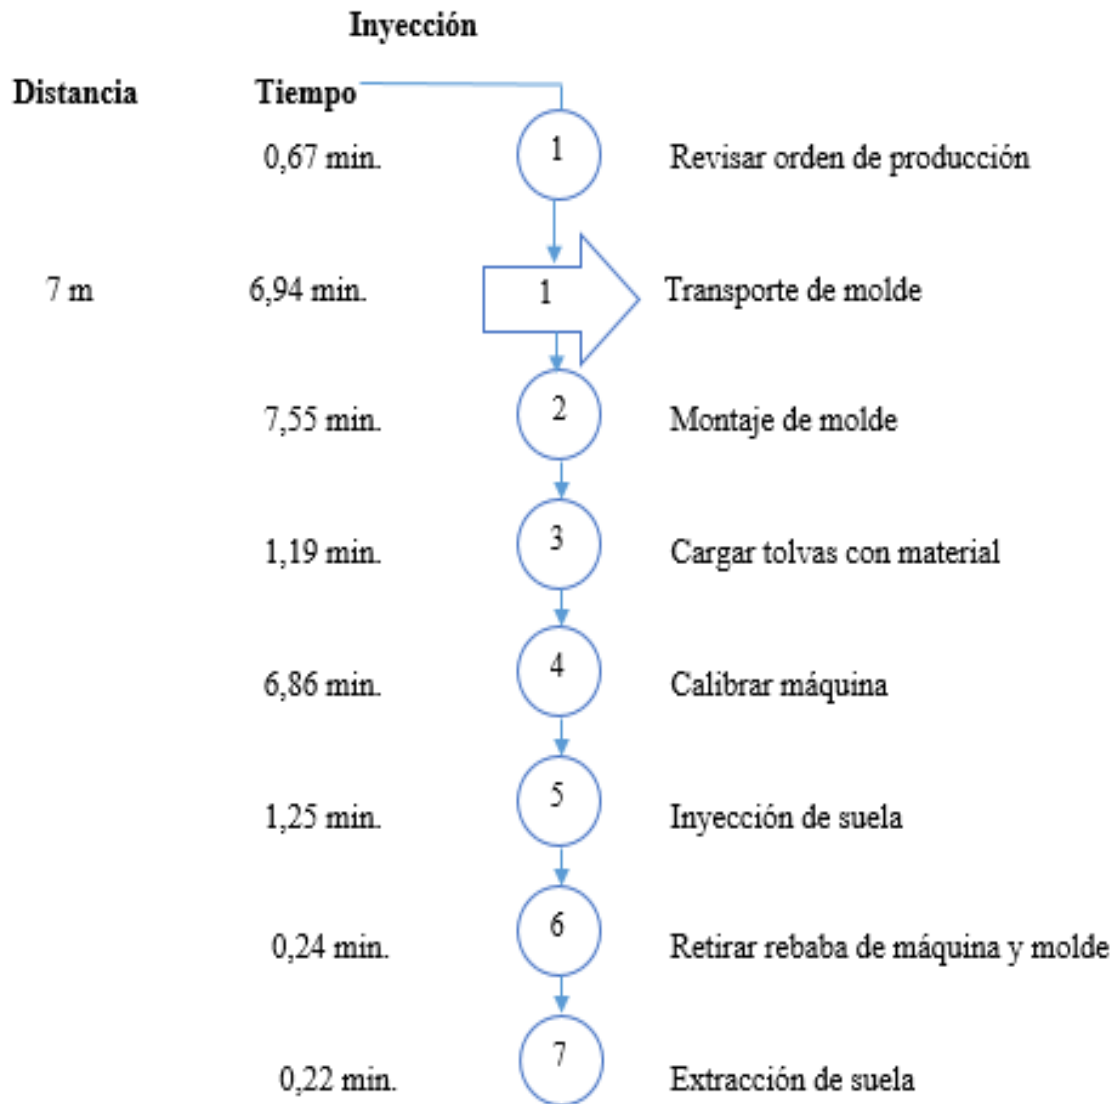 Inyección
Distancia Tiempo
0,67 min. 1 Revisar orden de producción
7 m 6,94 min. 1 Transporte de molde
7,55 min. 2 Montaje de molde
1,19 min. 3 Cargar tolvas con material
6,86 min. 4 Calibrar máquina
1,25 min. 5 Inyección de suela
0,24 min. 6 Retirar rebaba de máquina y molde
0,22 min. 7 Extracción de suela